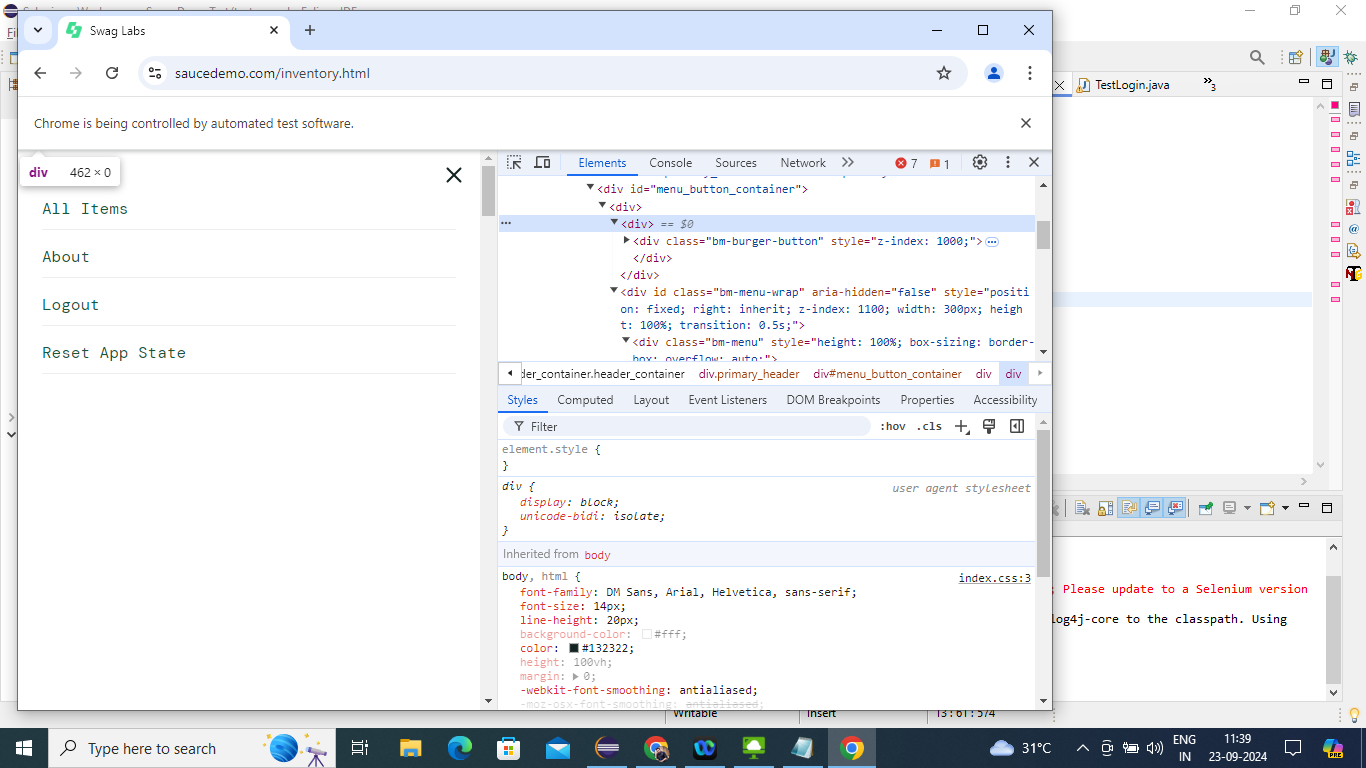 Swag Labs
saucedemo.com/inventory.html
TestLogin.java
3
Chrome is being controlled by automated test software.
div 462 × 0
All Items
About
Logout
Reset App State
Elements Console Sources Network 7 1
<div id="menu_button_container">
<div>
<div> == $0
<div class="bm-burger-button" style="z-index: 1000;">
</div>
</div>
<div id class="bm-menu-wrap" aria-hidden="false" style="positi
on: fixed; right: inherit; z-index: 1100; width: 300px; heigh
t: 100%; transition: 0.5s;">
<div class="bm-menu" style="height: 100%; box-sizing: border-
box; overflow: auto;">
der_container.header_container div.primary_header div#menu_button_container div div
Styles Computed Layout Event Listeners DOM Breakpoints Properties Accessibility
Filter :hov .cls
element.style {
}
div { user agent stylesheet
display: block;
unicode-bidi: isolate;
}
Inherited from body
body, html { index.css:3
font-family: DM Sans, Arial, Helvetica, sans-serif;
font-size: 14px;
line-height: 20px;
background-color: #fff;
color: #132322;
height: 100vh;
margin: 0;
-webkit-font-smoothing: antialiased;
-moz-osx-font-smoothing: antialiased;
; Please update to a Selenium version
log4j-core to the classpath. Using
Writable Insert 13:61:574
Type here to search
31°C
ENG
IN
11:39
23-09-2024